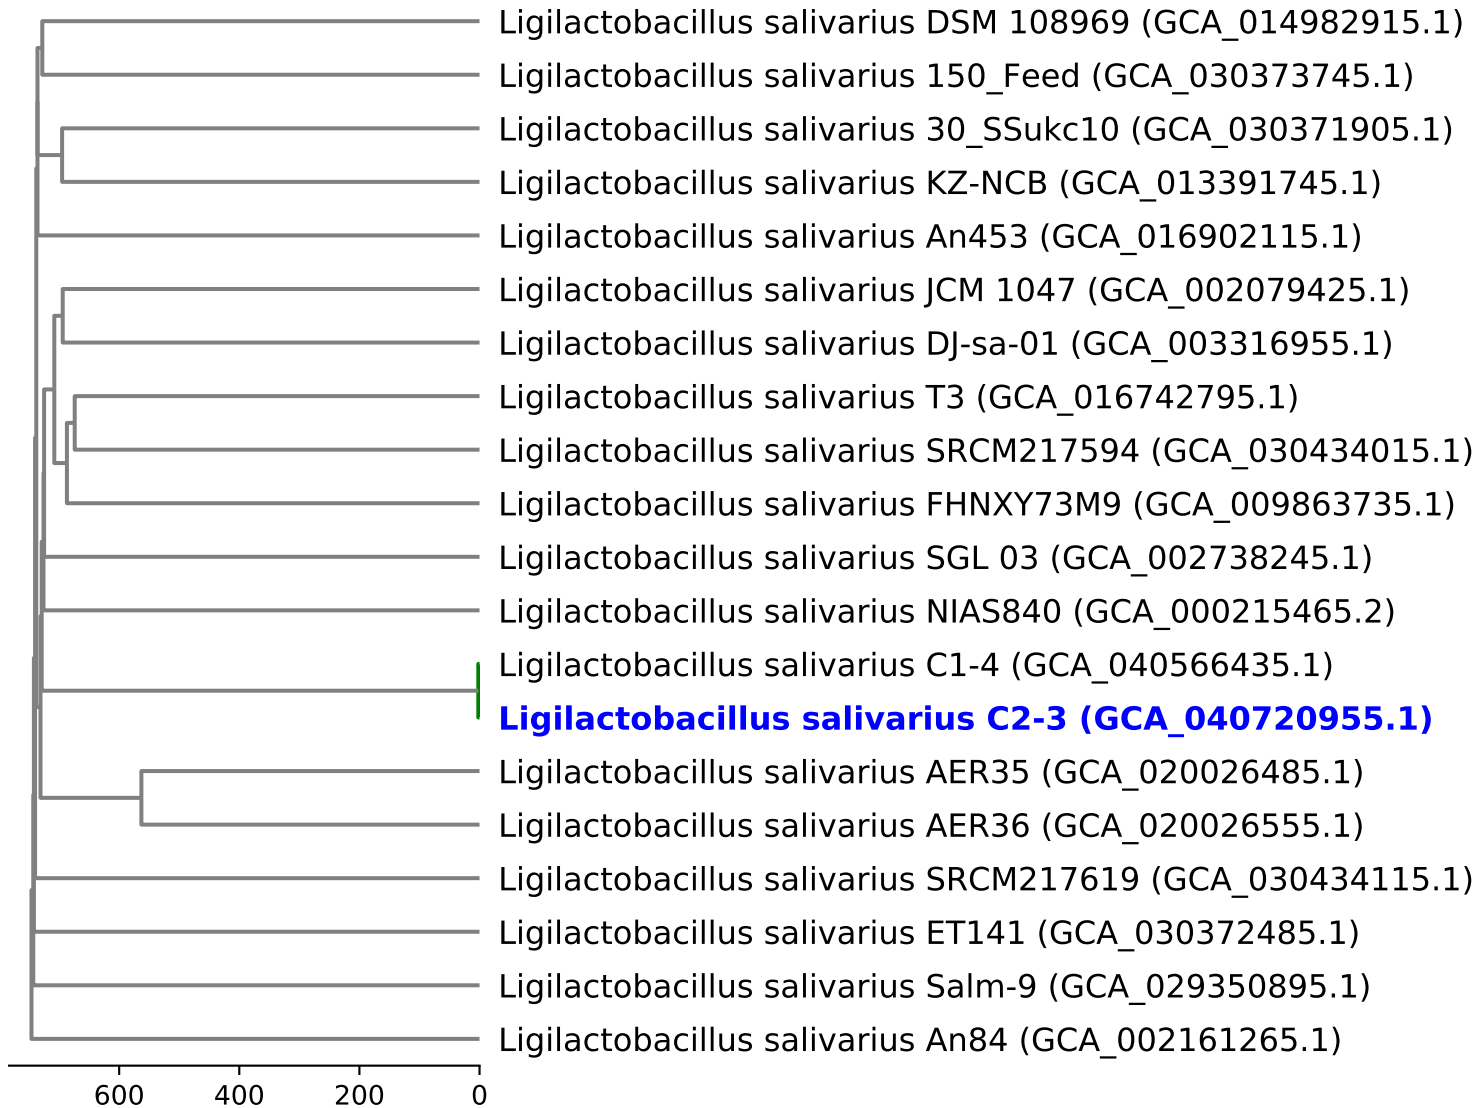 Ligilactobacillus salivarius DSM 108969 (GCA_014982915.1)
Ligilactobacillus salivarius 150_Feed (GCA_030373745.1)
Ligilactobacillus salivarius 30_SSukc10 (GCA_030371905.1)
Ligilactobacillus salivarius KZ-NCB (GCA_013391745.1)
Ligilactobacillus salivarius An453 (GCA_016902115.1)
Ligilactobacillus salivarius JCM 1047 (GCA_002079425.1)
Ligilactobacillus salivarius DJ-sa-01 (GCA_003316955.1)
Ligilactobacillus salivarius T3 (GCA_016742795.1)
Ligilactobacillus salivarius SRCM217594 (GCA_030434015.1)
Ligilactobacillus salivarius FHNXY73M9 (GCA_009863735.1)
Ligilactobacillus salivarius SGL 03 (GCA_002738245.1)
Ligilactobacillus salivarius NIAS840 (GCA_000215465.2)
Ligilactobacillus salivarius C1-4 (GCA_040566435.1)
Ligilactobacillus salivarius C2-3 (GCA_040720955.1)
Ligilactobacillus salivarius AER35 (GCA_020026485.1)
Ligilactobacillus salivarius AER36 (GCA_020026555.1)
Ligilactobacillus salivarius SRCM217619 (GCA_030434115.1)
Ligilactobacillus salivarius ET141 (GCA_030372485.1)
Ligilactobacillus salivarius Salm-9 (GCA_029350895.1)
Ligilactobacillus salivarius An84 (GCA_002161265.1)
600 400 200 0